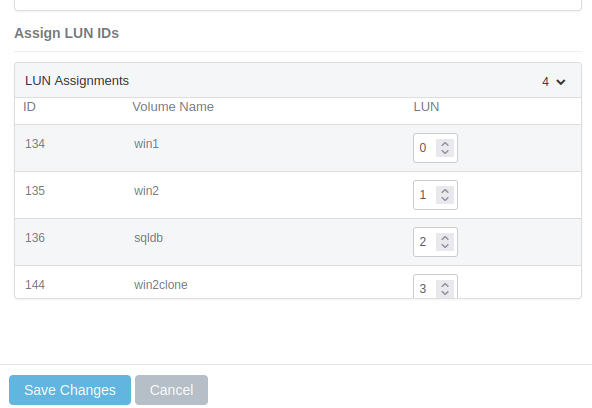 Assign LUN IDs
LUN Assignments 4
ID Volume Name LUN
134 win1 0
135 win2 1
136 sqldb 2
144 win2clone 3
Save Changes Cancel